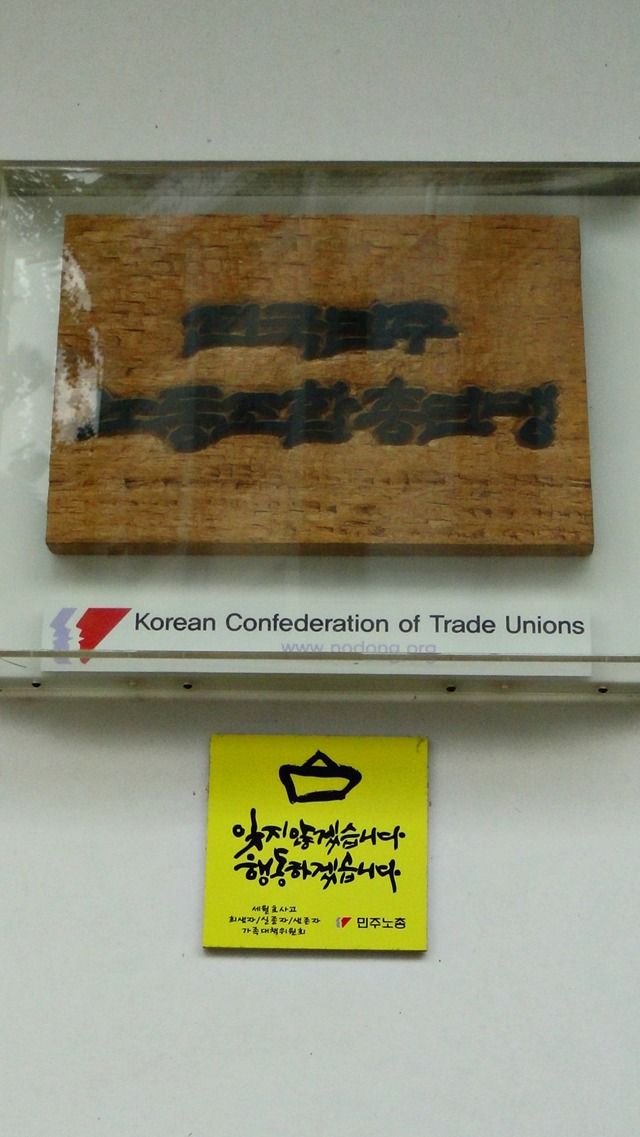 전국민주
노동조합총연맹
Korean Confederation of Trade Unions
www.nodong.org
잊지 않겠습니다.
행동하겠습니다.
세월호사고
희생자/실종자/생존자
가족대책위원회
민주노총